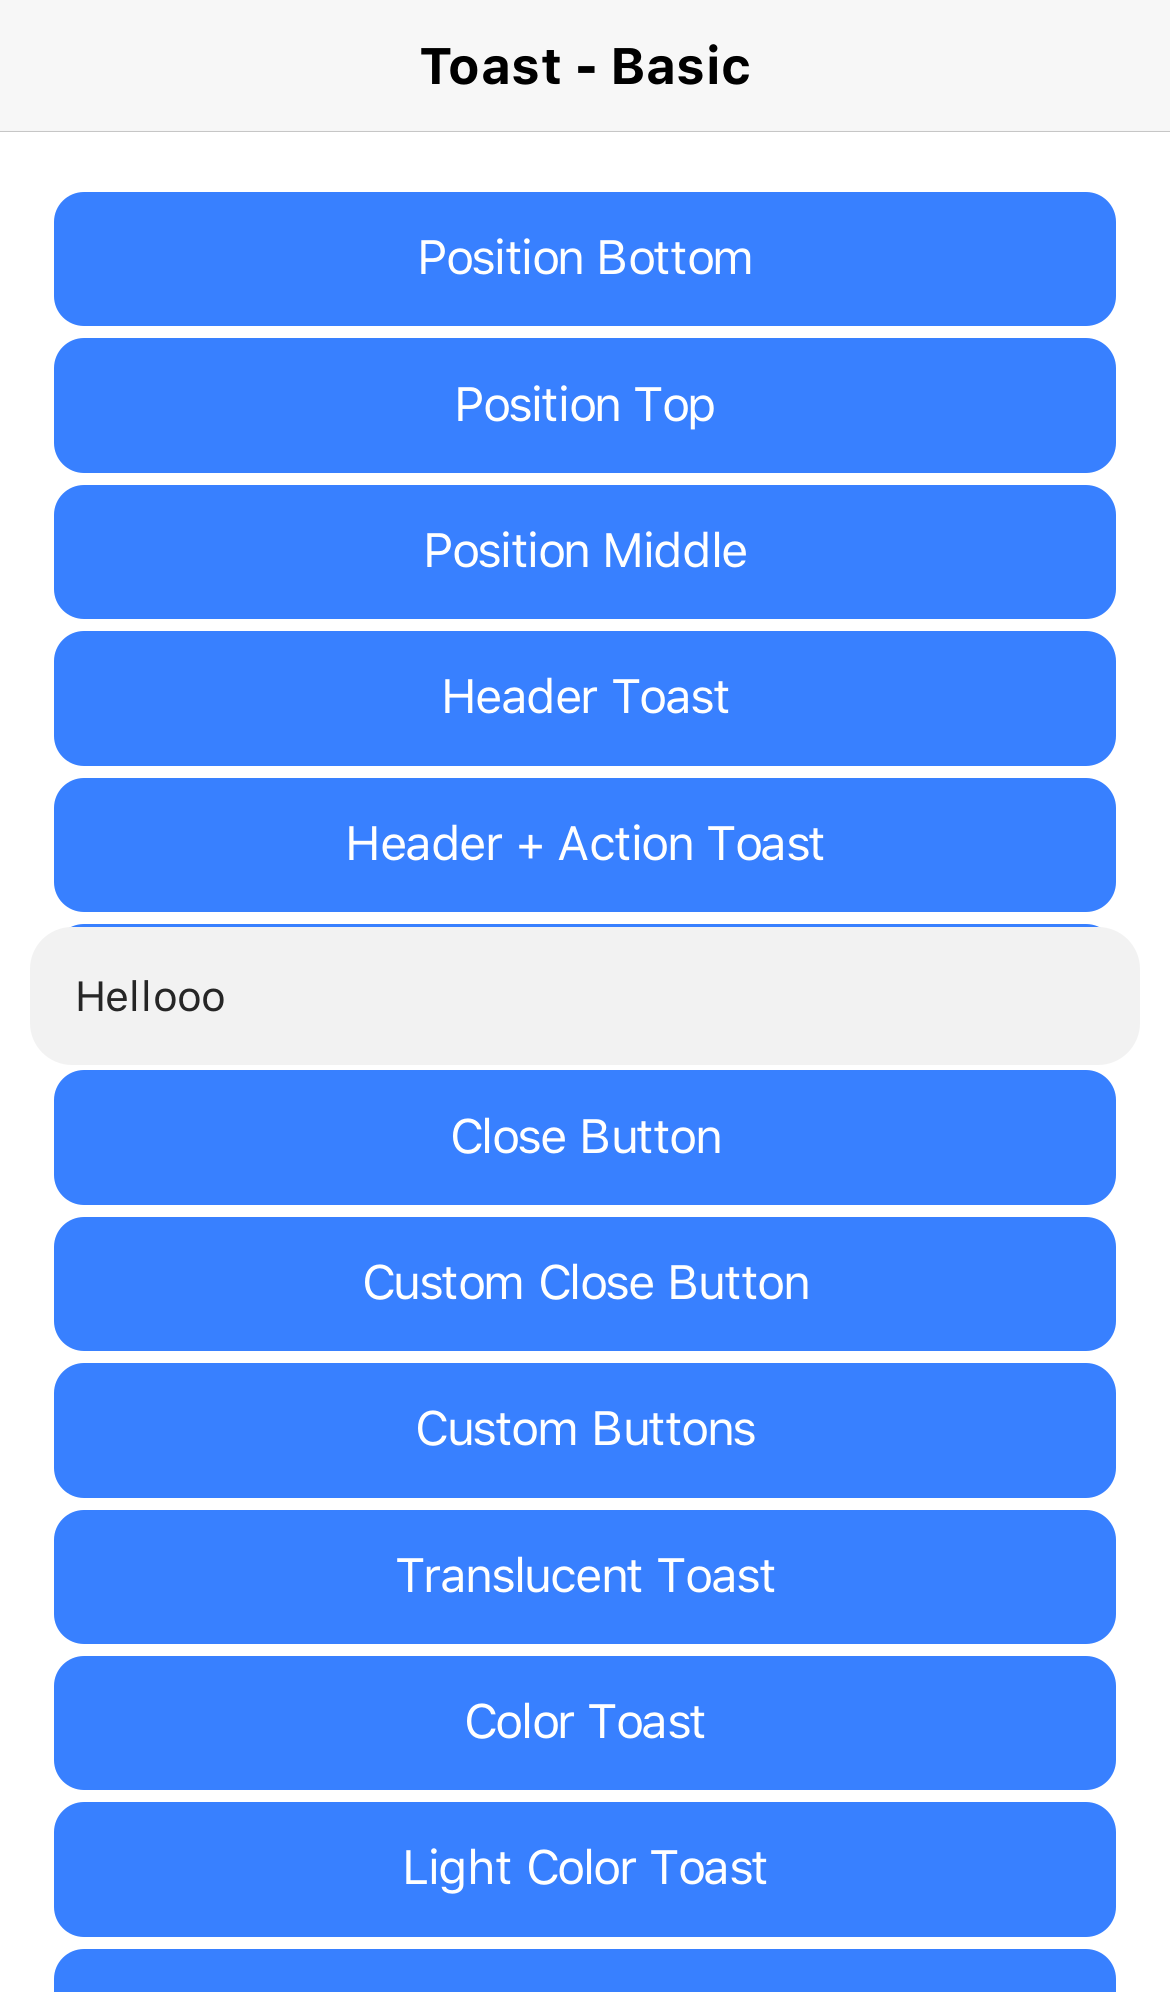 Toast - Basic
Position Bottom
Position Top
Position Middle
Header Toast
Header + Action Toast
Hellooo
Close Button
Custom Close Button
Custom Buttons
Translucent Toast
Color Toast
Light Color Toast